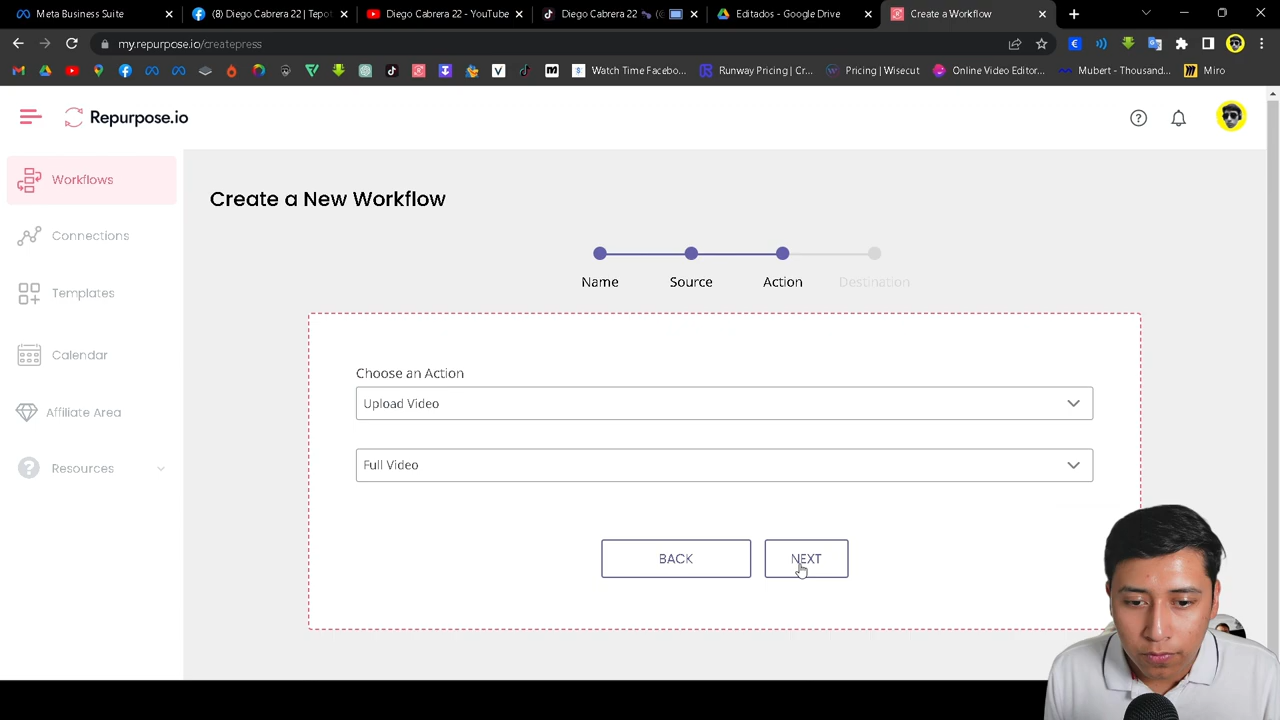 Meta Business Suite
(8) Diego Cabrera 22 | Tepot
Diego Cabrera 22 - YouTube
Diego Cabrera 22
Editados - Google Drive
Create a Workflow
my.repurpose.io/createpress
Watch Time Facebo...
Runway Pricing | Cr...
Pricing | Wisecut
Online Video Editor...
Mubert - Thousand...
Miro
Repurpose.io
Workflows
Connections
Templates
Calendar
Affiliate Area
Resources
Create a New Workflow
Name
Source
Action
Destination
Choose an Action
Upload Video
Full Video
BACK
NEXT